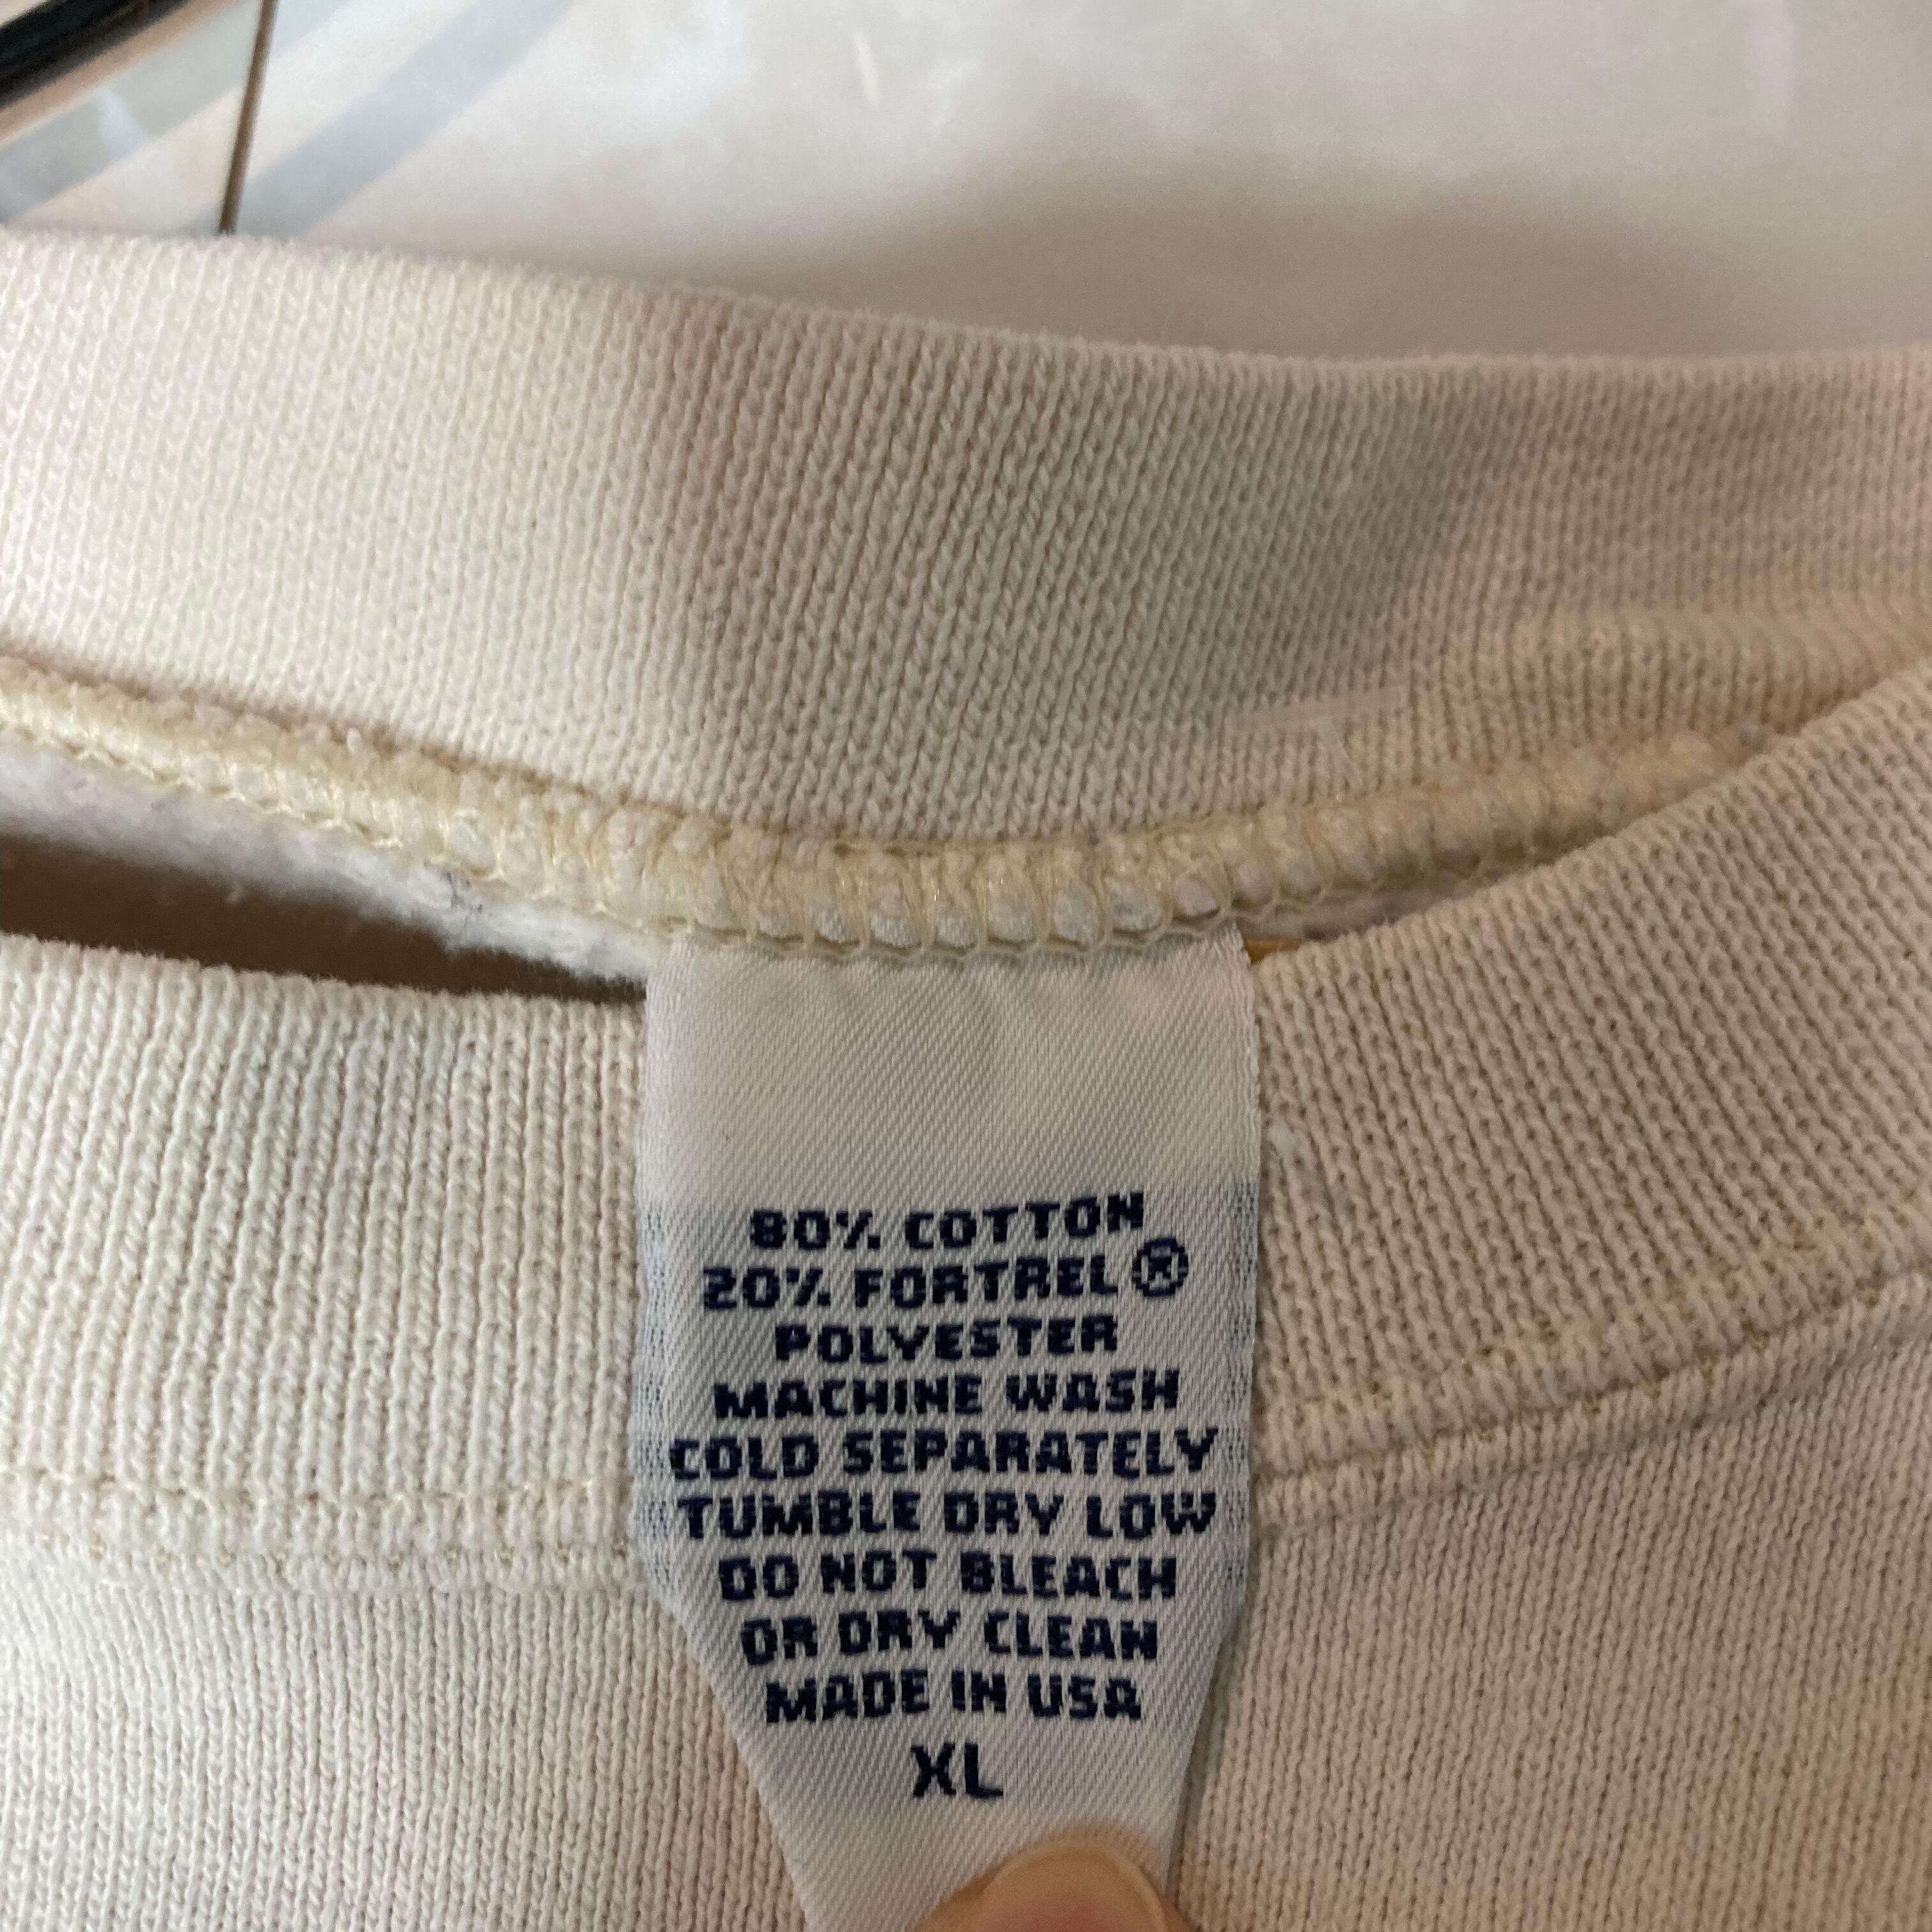 80% COTTON
20% FORTREL®
POLYESTER
MACHINE WASH
COLD SEPARATELY
TUMBLE DRY LOW
DO NOT BLEACH
OR DRY CLEAN
MADE IN USA
XL